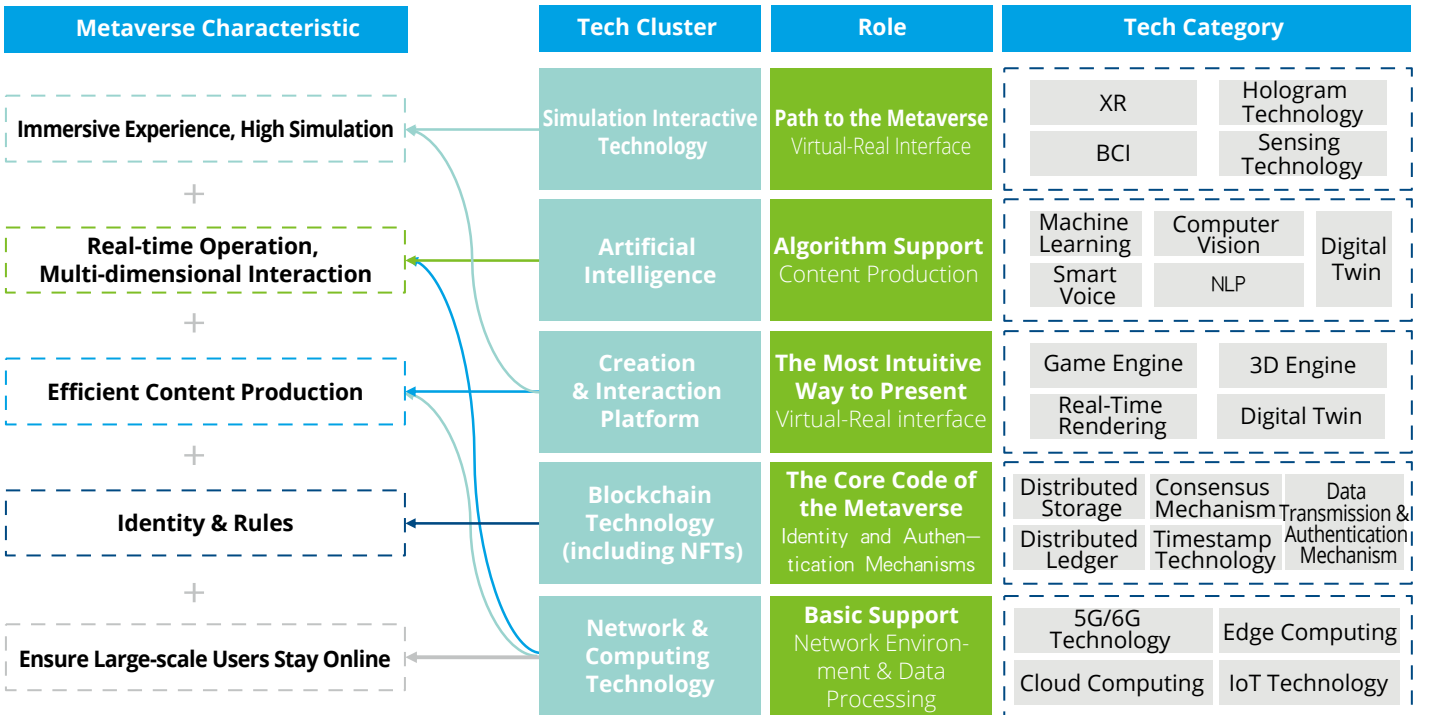 Metaverse Characteristic
Tech Cluster
Role
Tech Category
Immersive Experience, High Simulation
Simulation Interactive
Technology
Path to the Metaverse
Virtual-Real Interface
XR
Hologram
Technology
BCI
Sensing
Technology
+
Real-time Operation,
Multi-dimensional Interaction
Artificial
Intelligence
Algorithm Support
Content Production
Machine
Learning
Computer
Vision
Digital
Twin
Smart
Voice
NLP
+
Efficient Content Production
Creation
& Interaction
Platform
The Most Intuitive
Way to Present
Virtual-Real interface
Game Engine
3D Engine
Real-Time
Rendering
Digital Twin
+
Identity & Rules
Blockchain
Technology
(including NFTs)
The Core Code of
the Metaverse
Identity and Authen-
tication Mechanisms
Distributed
Storage
Consensus
Mechanism
Data
Transmission &
Authentication
Mechanism
Distributed
Ledger
Timestamp
Technology
+
Ensure Large-scale Users Stay Online
Network &
Computing
Technology
Basic Support
Network Environ-
ment & Data
Processing
5G/6G
Technology
Edge Computing
Cloud Computing
IoT Technology